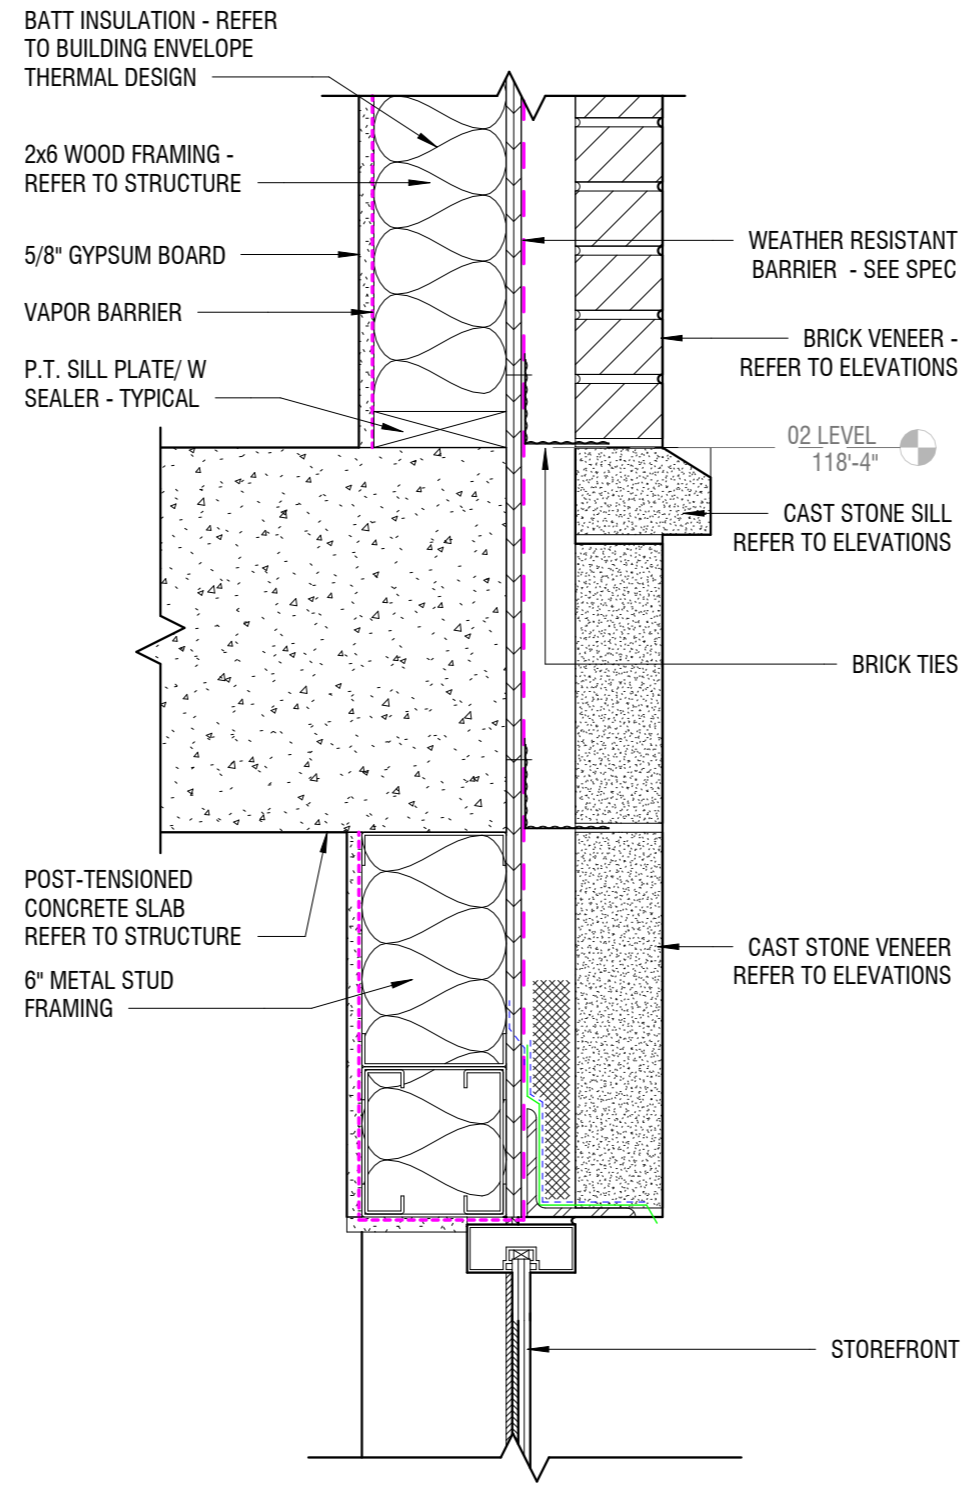 BATT INSULATION - REFER
TO BUILDING ENVELOPE
THERMAL DESIGN
2x6 WOOD FRAMING -
REFER TO STRUCTURE
5/8" GYPSUM BOARD
VAPOR BARRIER
P.T. SILL PLATE/ W
SEALER - TYPICAL
POST-TENSIONED
CONCRETE SLAB
REFER TO STRUCTURE
6" METAL STUD
FRAMING
WEATHER RESISTANT
BARRIER - SEE SPEC
BRICK VENEER -
REFER TO ELEVATIONS
02 LEVEL
118'-4"
CAST STONE SILL
REFER TO ELEVATIONS
BRICK TIES
CAST STONE VENEER
REFER TO ELEVATIONS
STOREFRONT